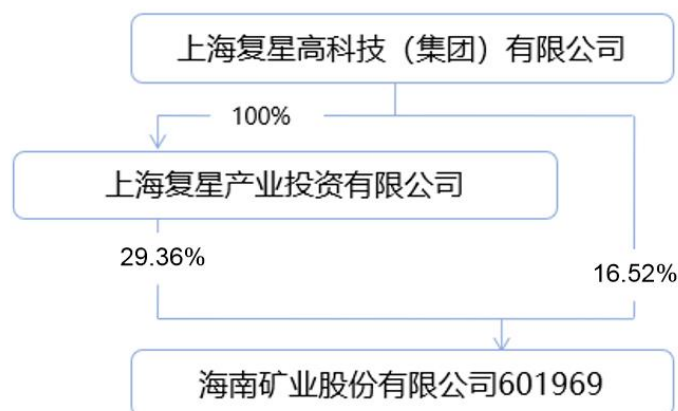 上海复星高科技（集团）有限公司
100%
上海复星产业投资有限公司
29.36%
16.52%
海南矿业股份有限公司601969